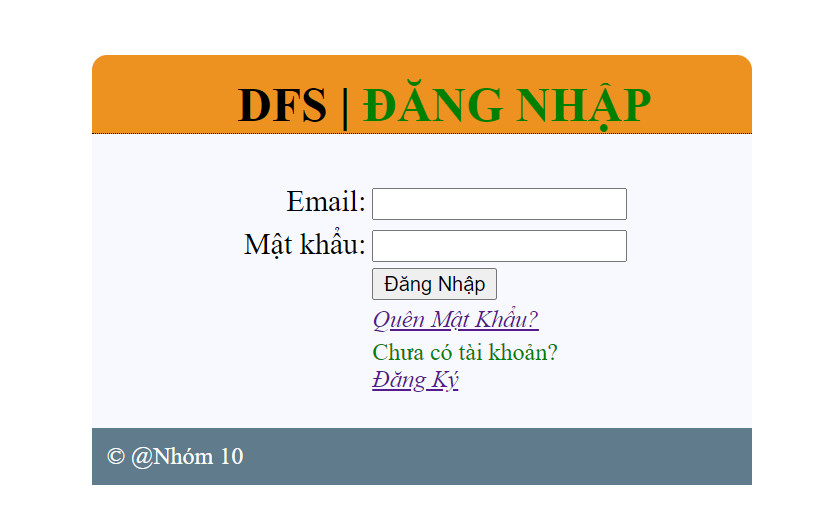 DFS | ĐĂNG NHẬP
Email:
Mật khẩu:
Đăng Nhập
Quên Mật Khẩu?
Chưa có tài khoản?
Đăng Ký
© @Nhóm 10